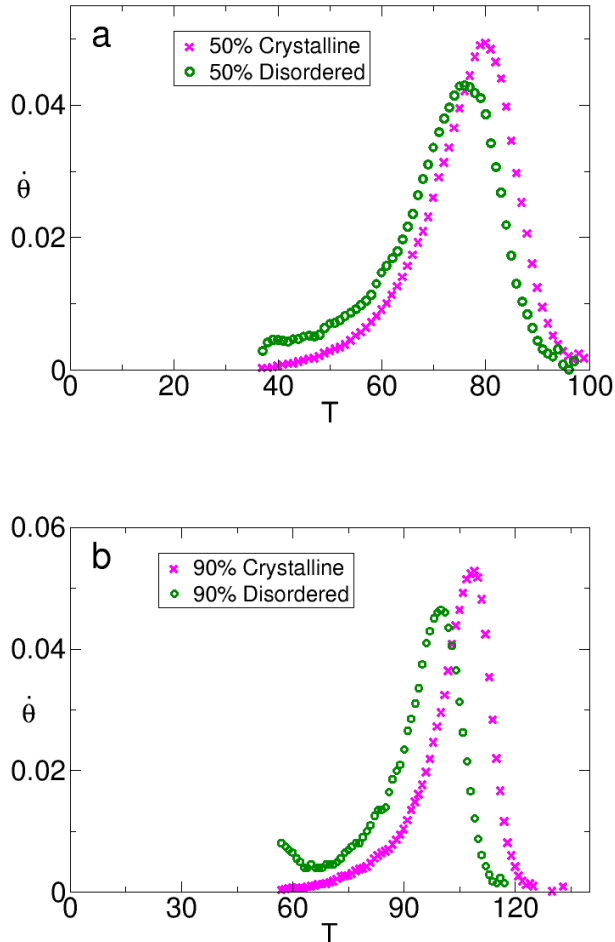 a
50% Crystalline
50% Disordered
0.04
0.02
0
θ̇
0 20 40 60 80 100
T
b
90% Crystalline
90% Disordered
0.06
0.04
0.02
0
θ̇
0 30 60 90 120
T